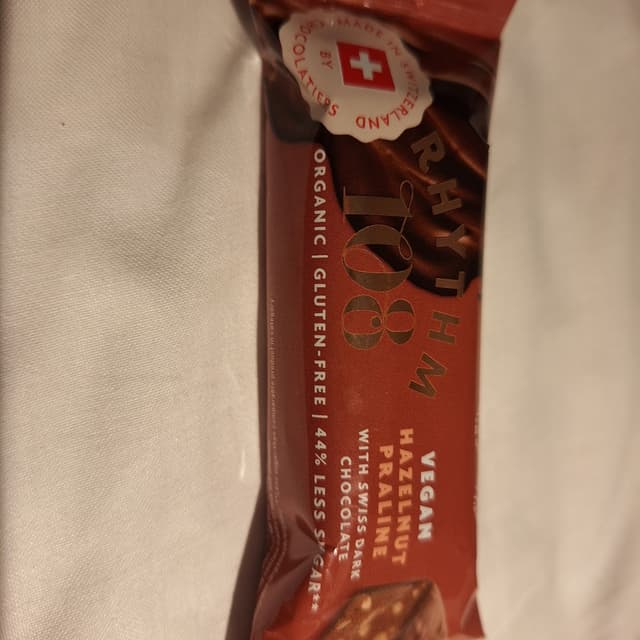 MADE IN SWITZERLAND
BY
CHOCOLATIERS
RHYTHM
108
VEGAN
HAZELNUT
PRALINE
WITH SWISS DARK
CHOCOLATE
ORGANIC | GLUTEN-FREE | 44% LESS SUGAR**